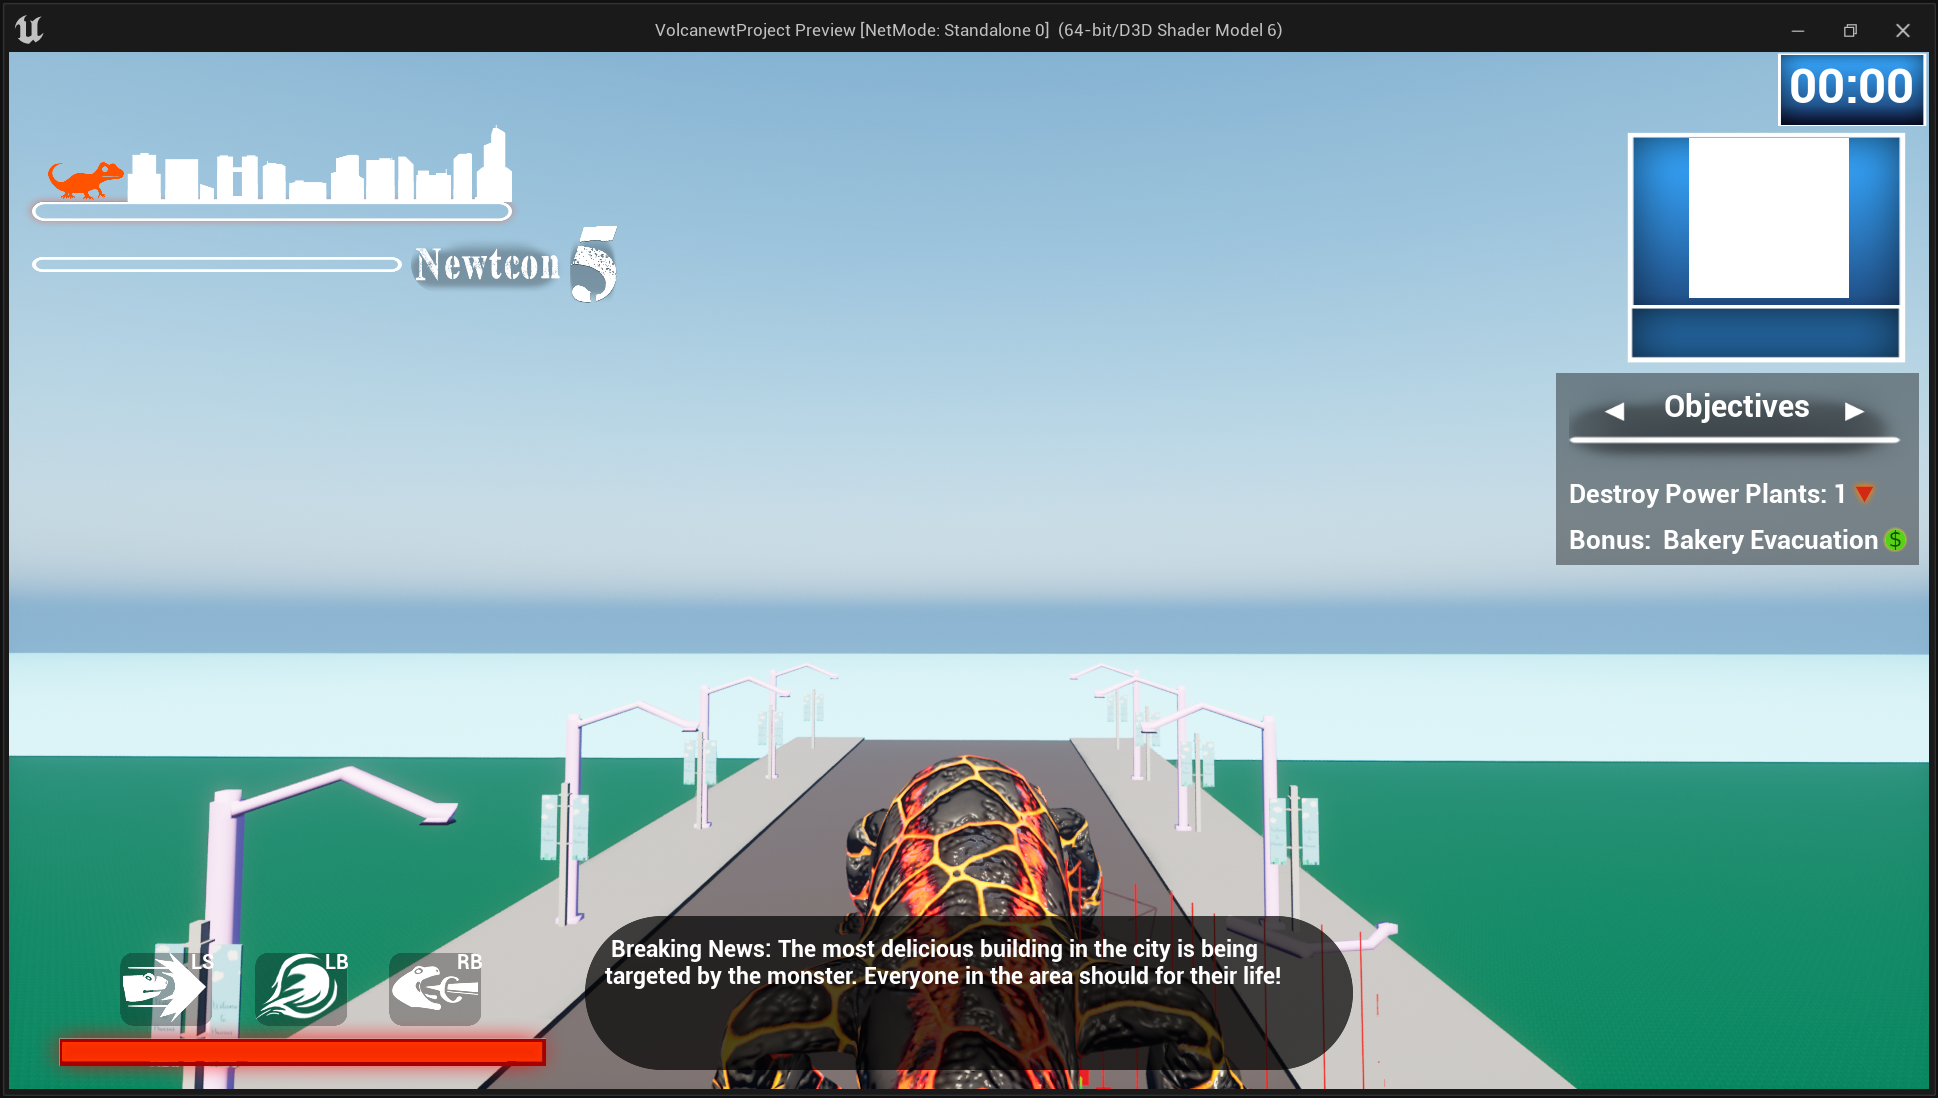 VolcanewtProject Preview [NetMode: Standalone 0] (64-bit/D3D Shader Model 6)
00:00
Newtcon 5
Objectives
Destroy Power Plants: 1
Bonus: Bakery Evacuation $
LS
LB
RB
Breaking News: The most delicious building in the city is being
targeted by the monster. Everyone in the area should for their life!